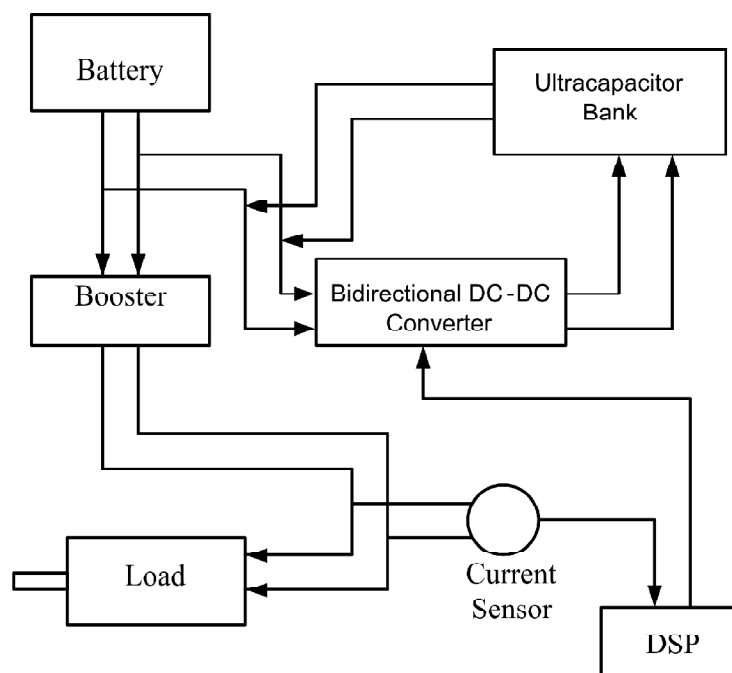 Battery
Ultracapacitor
Bank
Booster
Bidirectional DC-DC
Converter
Load
Current
Sensor
DSP